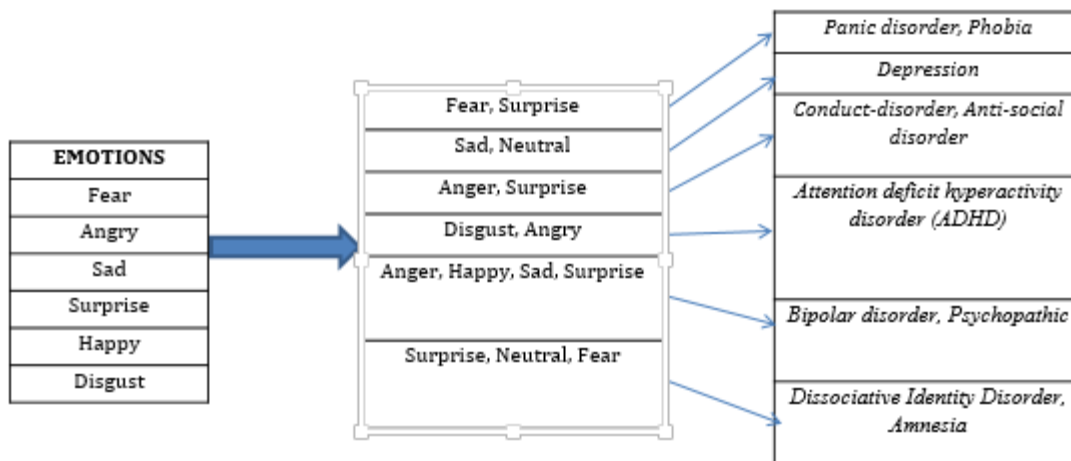 EMOTIONS
Fear
Angry
Sad
Surprise
Happy
Disgust
Fear, Surprise
Sad, Neutral
Anger, Surprise
Disgust, Angry
Anger, Happy, Sad, Surprise
Surprise, Neutral, Fear
Panic disorder, Phobia
Depression
Conduct-disorder, Anti-social
disorder
Attention deficit hyperactivity
disorder (ADHD)
Bipolar disorder, Psychopathic
Dissociative Identity Disorder,
Amnesia